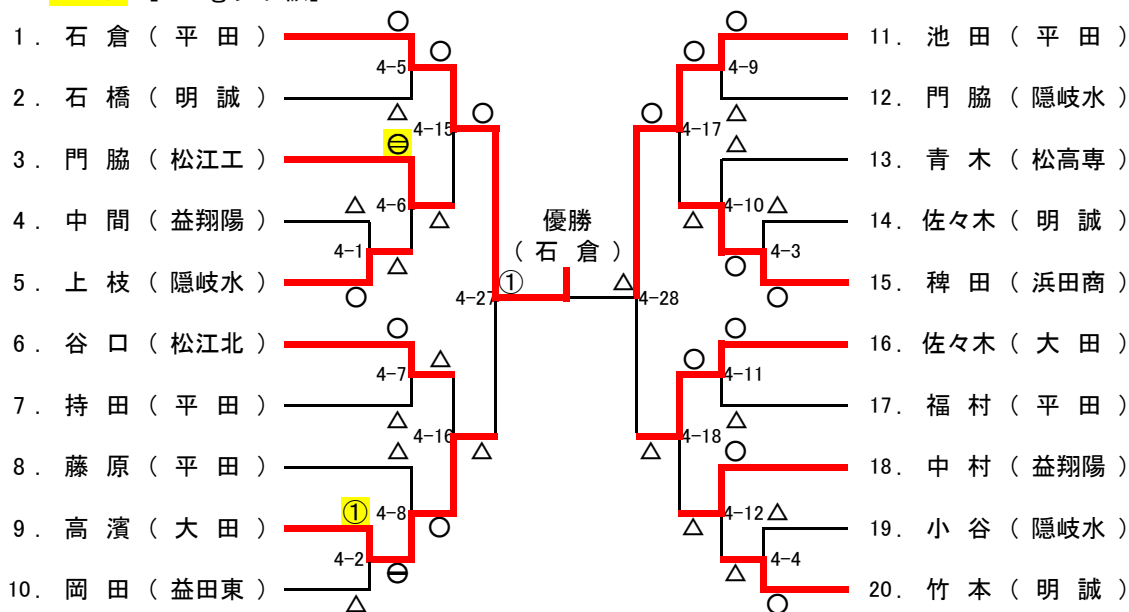 ○ ○
1. 石倉(平田) 11. 池田(平田)
○ ○
4-5 4-9
2. 石橋(明誠) 12. 門脇(隠岐水)
△ ○ ○ △
4-15 4-17
⊖ △
3. 門脇(松江工) 13. 青木(松高専)
△ 4-6 4-10 △
4. 中間(益翔陽) △ 優勝 △ 14. 佐々木(明誠)
4-1 (石倉) 4-3
△ ○
5. 上枝(隠岐水) ① △ 15. 稗田(浜田商)
○ 4-27 4-28 ○
○ ○
6. 谷口(松江北) 16. 佐々木(大田)
△ ○
4-7 4-11
7. 持田(平田) 17. 福村(平田)
△ △
4-16 4-18
△ △ △ ○
8. 藤原(平田) 18. 中村(益翔陽)
① 4-8 4-12 △
9. 高濱(大田) ○ △ 19. 小谷(隠岐水)
4-2 4-4
⊖ △
10. 岡田(益田東) 20. 竹本(明誠)
△ ○